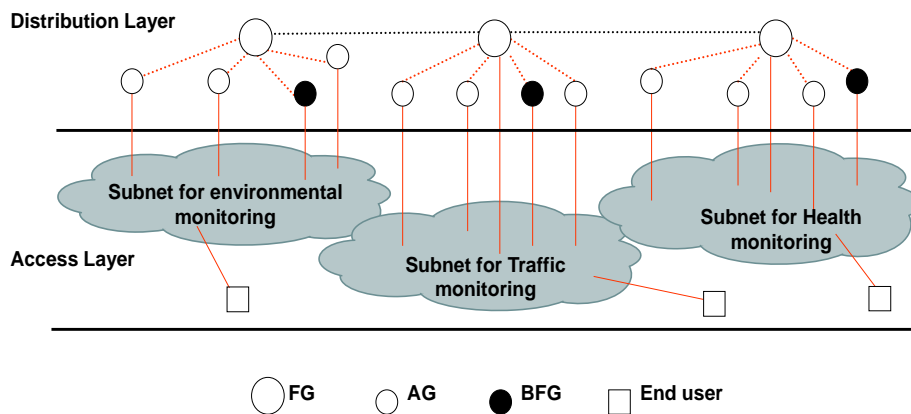 Distribution Layer
Subnet for environmental
monitoring
Subnet for Health
monitoring
Access Layer
Subnet for Traffic
monitoring
FG
AG
BFG
End user